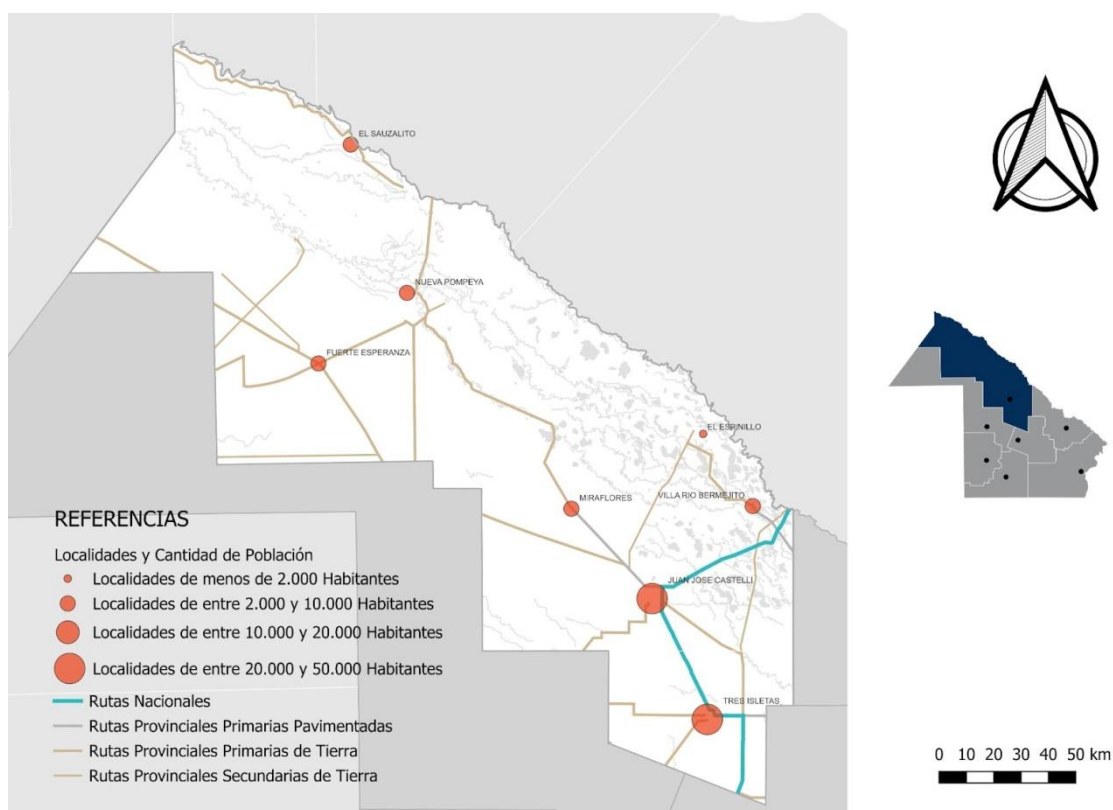 EL SAUZALITO
NUEVA POMPEYA
FUERTE ESPERANZA
EL ESPINILLO
MIRAFLORES
VILLA RIO BERMEJITO
JUAN JOSE CASTELLI
TRES ISLETAS
REFERENCIAS
Localidades y Cantidad de Población
Localidades de menos de 2.000 Habitantes
Localidades de entre 2.000 y 10.000 Habitantes
Localidades de entre 10.000 y 20.000 Habitantes
Localidades de entre 20.000 y 50.000 Habitantes
Rutas Nacionales
Rutas Provinciales Primarias Pavimentadas
Rutas Provinciales Primarias de Tierra
Rutas Provinciales Secundarias de Tierra
0 10 20 30 40 50 km